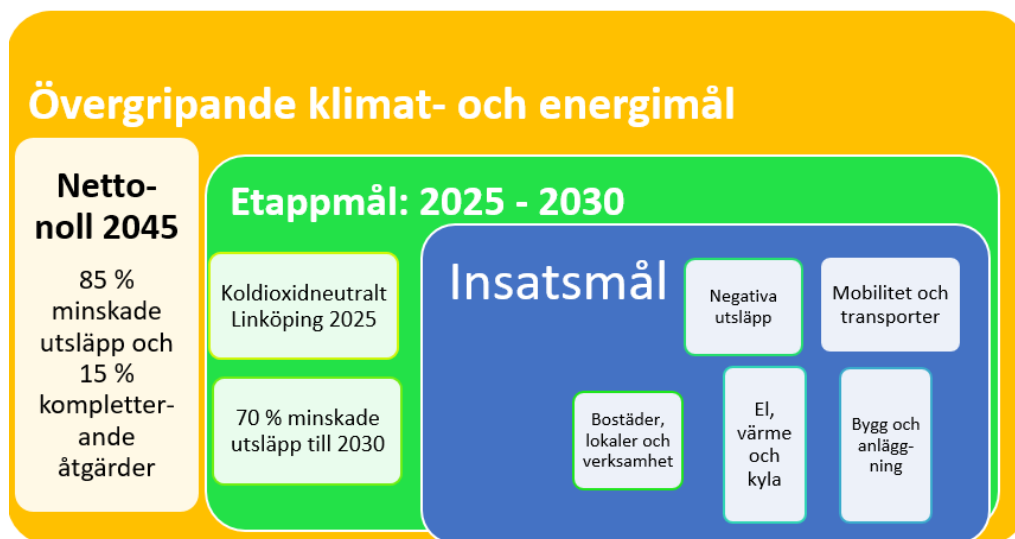 Övergripande klimat- och energimål
Netto-
noll 2045
85 %
minskade
utsläpp och
15 %
kompletter-
ande
åtgärder
Etappmål: 2025 - 2030
Koldioxidneutralt
Linköping 2025
70 % minskade
utsläpp till 2030
Insatsmål
Negativa
utsläpp
Mobilitet och
transporter
Bostäder,
lokaler och
verksamhet
El,
värme
och
kyla
Bygg och
anlägg-
ning